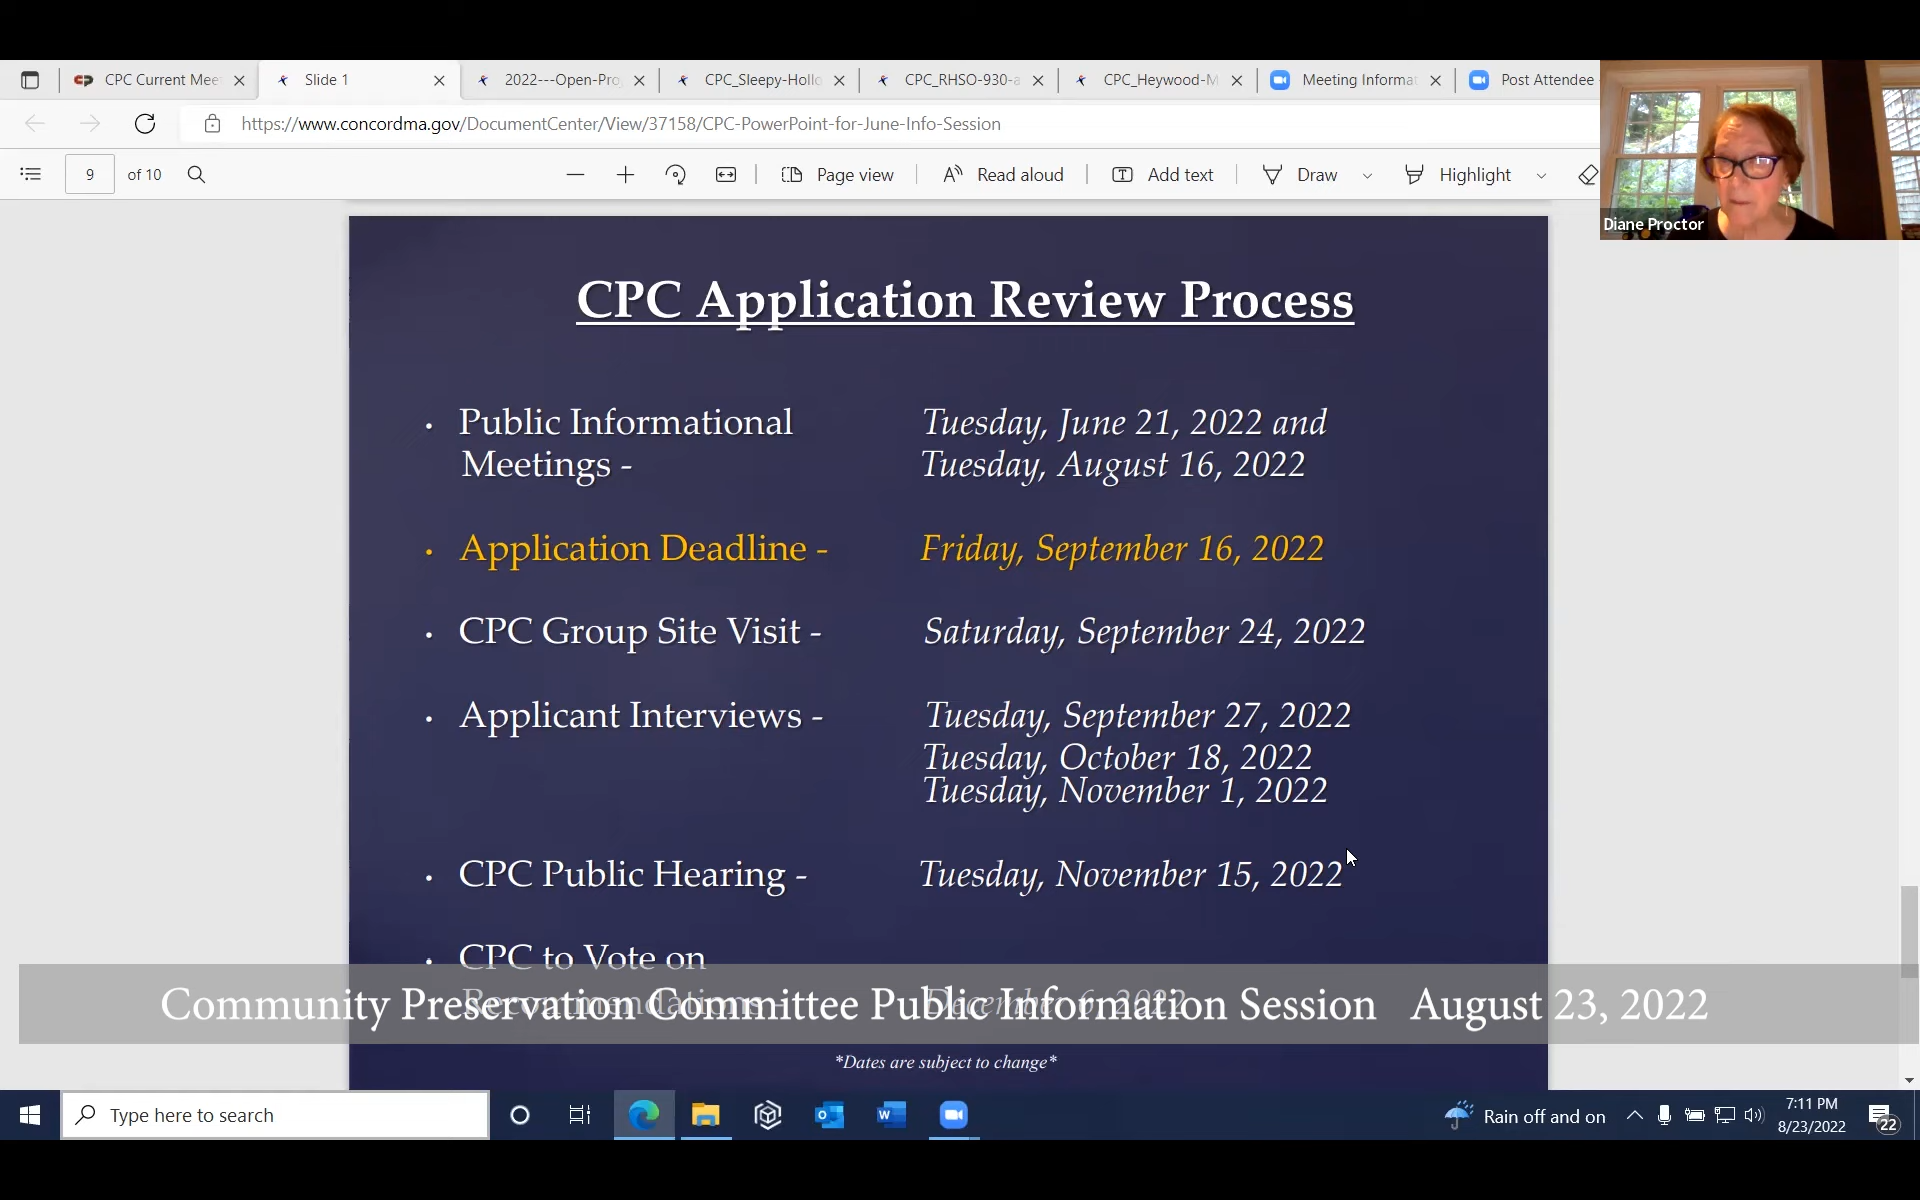 CPC Current Mee
Slide 1
2022---Open-Pro
CPC_Sleepy-Hollo
CPC_RHSO-930-a
CPC_Heywood-M
Meeting Informat
Post Attendee
https://www.concordma.gov/DocumentCenter/View/37158/CPC-PowerPoint-for-June-Info-Session
9 of 10
Page view
Read aloud
Add text
Draw
Highlight
Diane Proctor
CPC Application Review Process
• Public Informational Tuesday, June 21, 2022 and
Meetings - Tuesday, August 16, 2022
• Application Deadline - Friday, September 16, 2022
• CPC Group Site Visit - Saturday, September 24, 2022
• Applicant Interviews - Tuesday, September 27, 2022
Tuesday, October 18, 2022
Tuesday, November 1, 2022
• CPC Public Hearing - Tuesday, November 15, 2022
• CPC to Vote on
Recommendations - December 6, 2022
Community Preservation Committee Public Information Session August 23, 2022
*Dates are subject to change*
Type here to search
Rain off and on
7:11 PM
8/23/2022
22